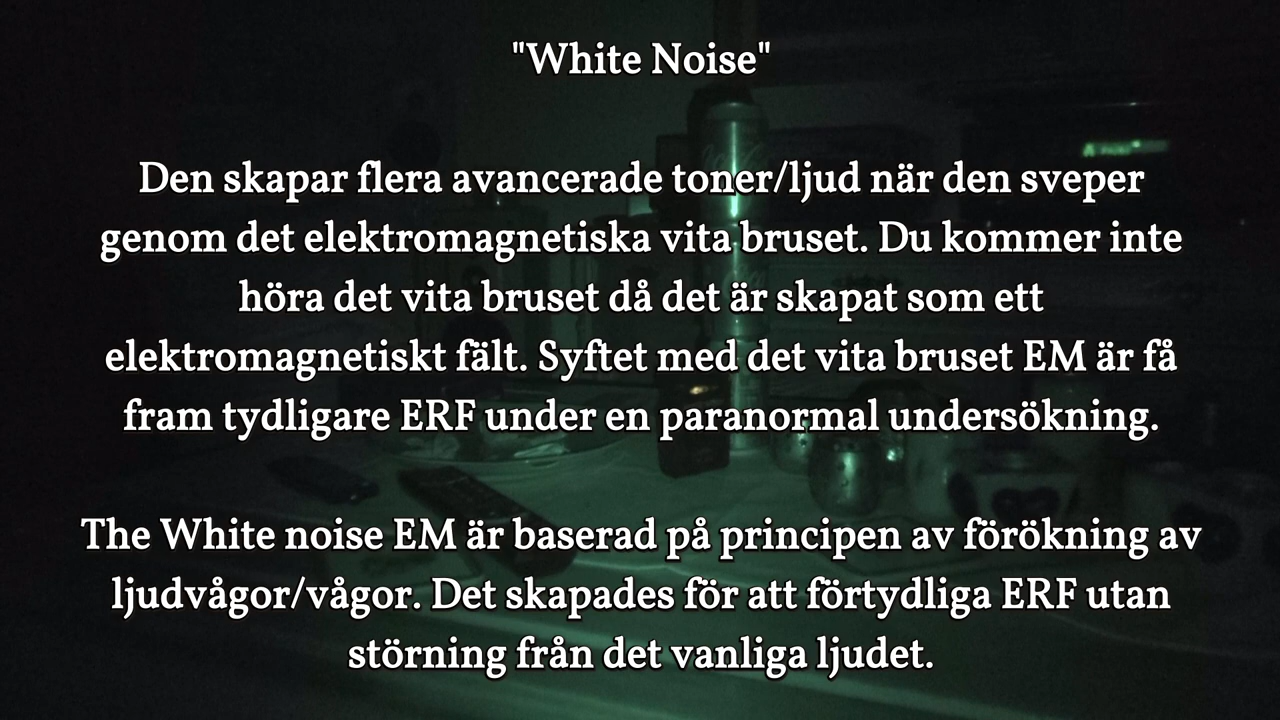 "White Noise"
Den skapar flera avancerade toner/ljud när den sveper
genom det elektromagnetiska vita bruset. Du kommer inte
höra det vita bruset då det är skapat som ett
elektromagnetiskt fält. Syftet med det vita bruset EM är få
fram tydligare ERF under en paranormal undersökning.
The White noise EM är baserad på principen av förökning av
ljudvågor/vågor. Det skapades för att förtydliga ERF utan
störning från det vanliga ljudet.